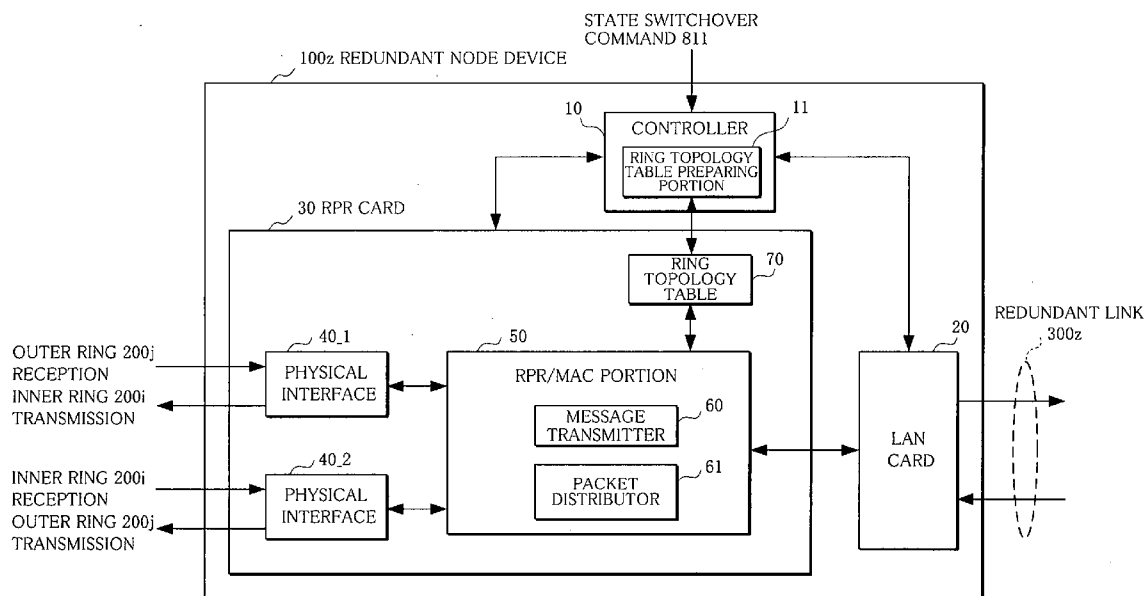 STATE SWITCHOVER
COMMAND 811
100z REDUNDANT NODE DEVICE
10
11
CONTROLLER
RING TOPOLOGY
TABLE PREPARING
PORTION
30 RPR CARD
70
RING
TOPOLOGY
TABLE
REDUNDANT LINK
300z
20
40_1
50
OUTER RING 200j
RECEPTION
INNER RING 200i
TRANSMISSION
PHYSICAL
INTERFACE
RPR/MAC PORTION
60
MESSAGE
TRANSMITTER
LAN
CARD
40_2
61
INNER RING 200i
RECEPTION
OUTER RING 200j
TRANSMISSION
PHYSICAL
INTERFACE
PACKET
DISTRIBUTOR